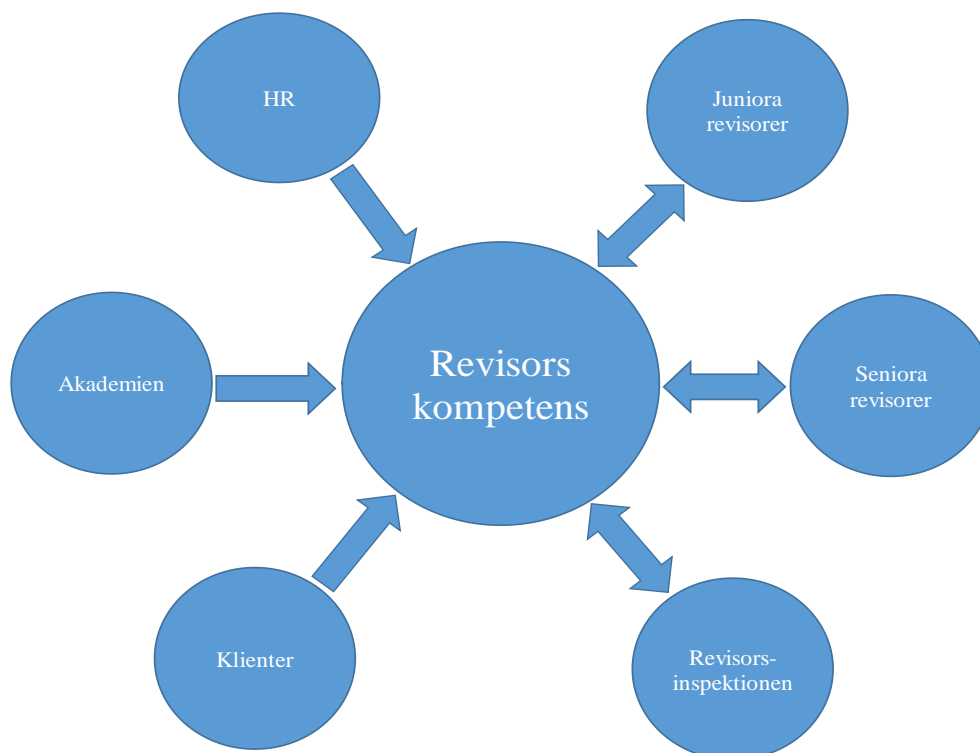 HR
Juniora
revisorer
Akademien
Revisors
kompetens
Seniora
revisorer
Klienter
Revisors-
inspektionen